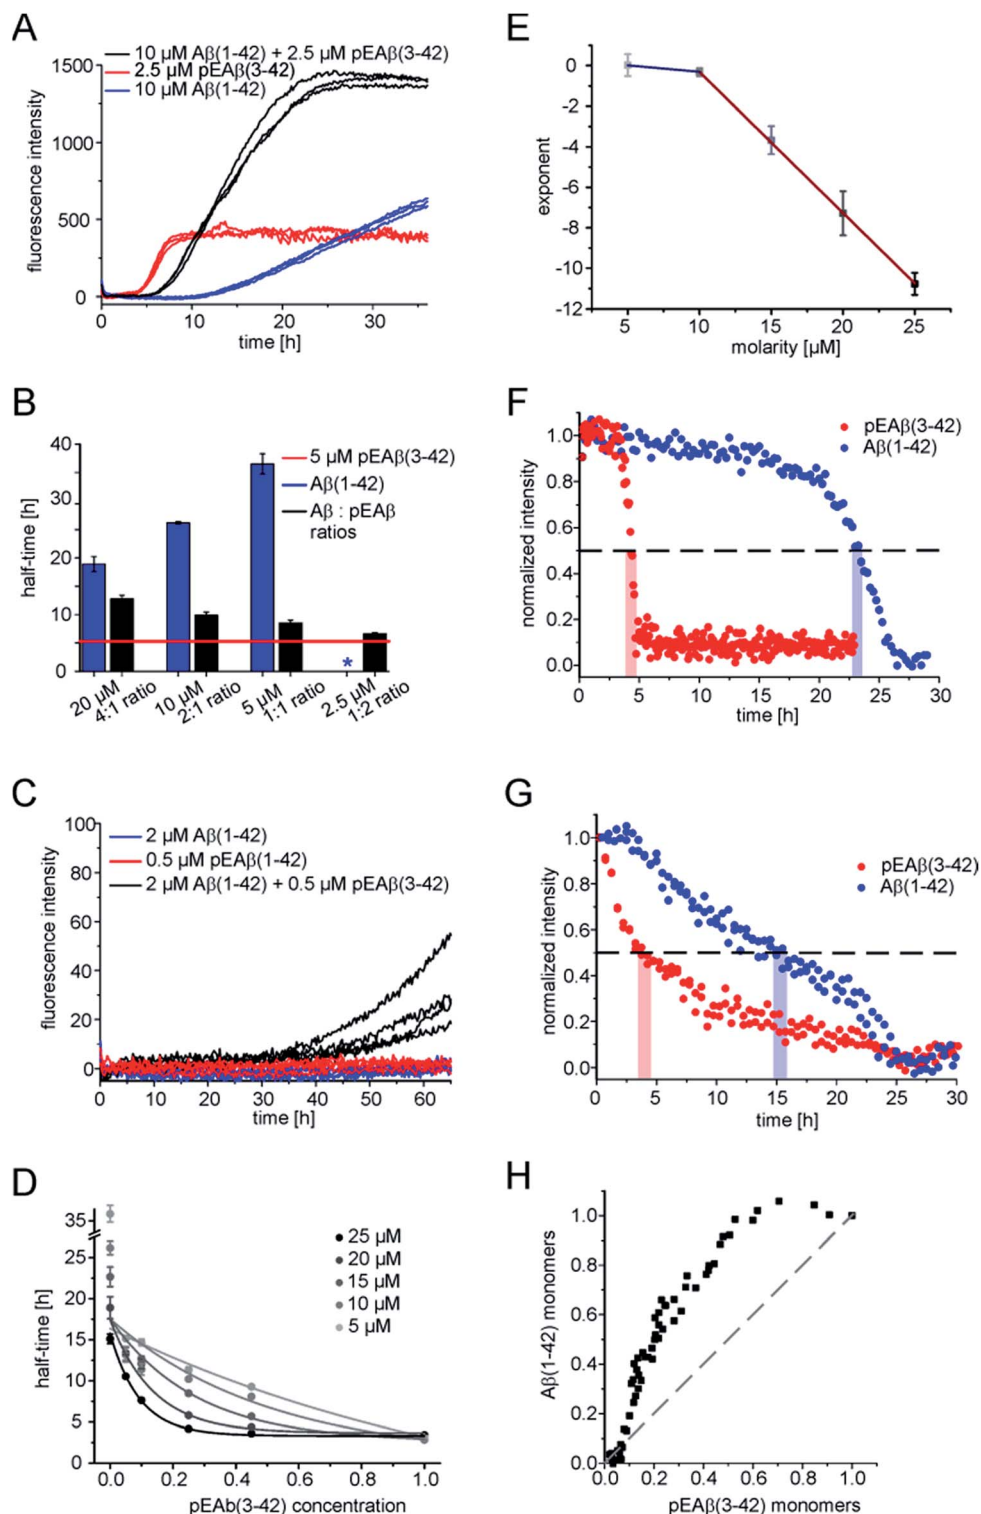 A
10 µM Aβ(1-42) + 2.5 µM pEAβ(3-42)
2.5 µM pEAβ(3-42)
10 µM Aβ(1-42)
1500
1000
500
0
fluorescence intensity
0 10 20 30
time [h]
B
40
30
20
10
0
half-time [h]
5 µM pEAβ(3-42)
Aβ(1-42)
Aβ : pEAβ
ratios
*
20 µM
4:1 ratio
10 µM
2:1 ratio
5 µM
1:1 ratio
2.5 µM
1:2 ratio
C
2 µM Aβ(1-42)
0.5 µM pEAβ(1-42)
2 µM Aβ(1-42) + 0.5 µM pEAβ(3-42)
100
80
60
40
20
0
fluorescence intensity
0 10 20 30 40 50 60
time [h]
D
35
25
20
15
10
5
0
half-time [h]
25 µM
20 µM
15 µM
10 µM
5 µM
0.0 0.2 0.4 0.6 0.8 1.0
pEAb(3-42) concentration
E
0
-2
-4
-6
-8
-10
-12
exponent
5 10 15 20 25
molarity [µM]
F
pEAβ(3-42)
Aβ(1-42)
1.0
0.8
0.6
0.4
0.2
0.0
normalized intensity
0 5 10 15 20 25 30
time [h]
G
pEAβ(3-42)
Aβ(1-42)
1.0
0.8
0.6
0.4
0.2
0.0
normalized intensity
0 5 10 15 20 25 30
time [h]
H
1.0
0.8
0.6
0.4
0.2
0.0
Aβ(1-42) monomers
0.0 0.2 0.4 0.6 0.8 1.0
pEAβ(3-42) monomers